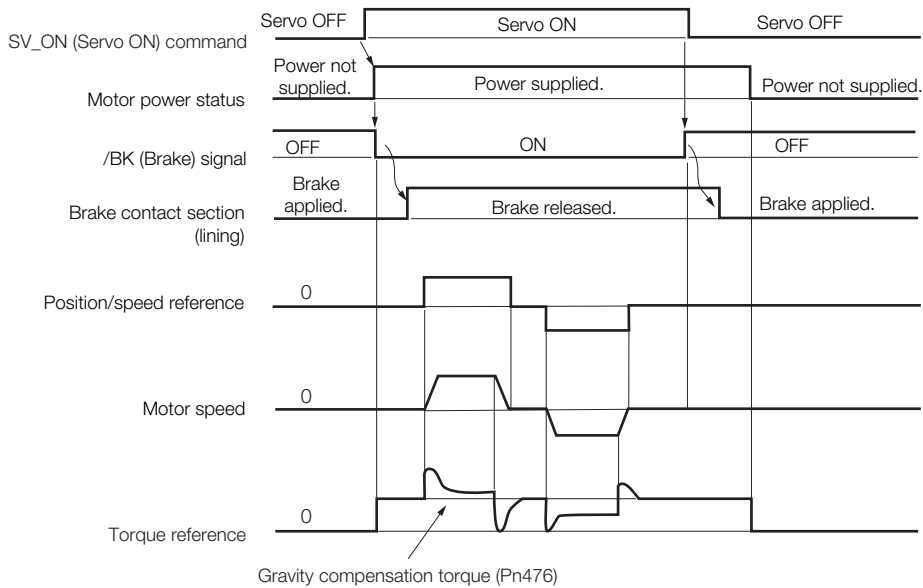 Servo OFF
Servo ON
Servo OFF
SV_ON (Servo ON) command
Power not
supplied.
Power supplied.
Power not supplied.
Motor power status
/BK (Brake) signal
OFF
ON
OFF
Brake
applied.
Brake released.
Brake applied.
Brake contact section
(lining)
Position/speed reference
0
Motor speed
0
Torque reference
0
Gravity compensation torque (Pn476)